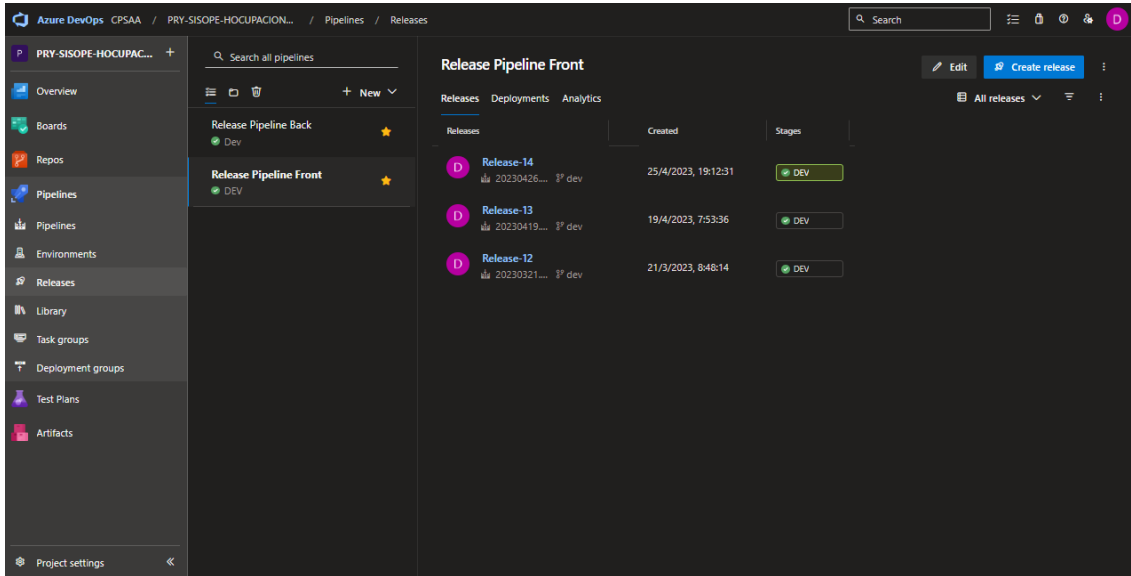 Azure DevOps CPSAA / PRY-SISOPE-HOCUPACION... / Pipelines / Releases
Search
D
P PRY-SISOPE-HOCUPAC... +
Overview
Boards
Repos
Pipelines
Pipelines
Environments
Releases
Library
Task groups
Deployment groups
Test Plans
Artifacts
Project settings
Search all pipelines
+ New
Release Pipeline Back
Dev
Release Pipeline Front
DEV
Release Pipeline Front
Edit
Create release
Releases Deployments Analytics
All releases
Releases Created Stages
D Release-14
20230426.... dev
25/4/2023, 19:12:31
DEV
D Release-13
20230419.... dev
19/4/2023, 7:53:36
DEV
D Release-12
20230321.... dev
21/3/2023, 8:48:14
DEV